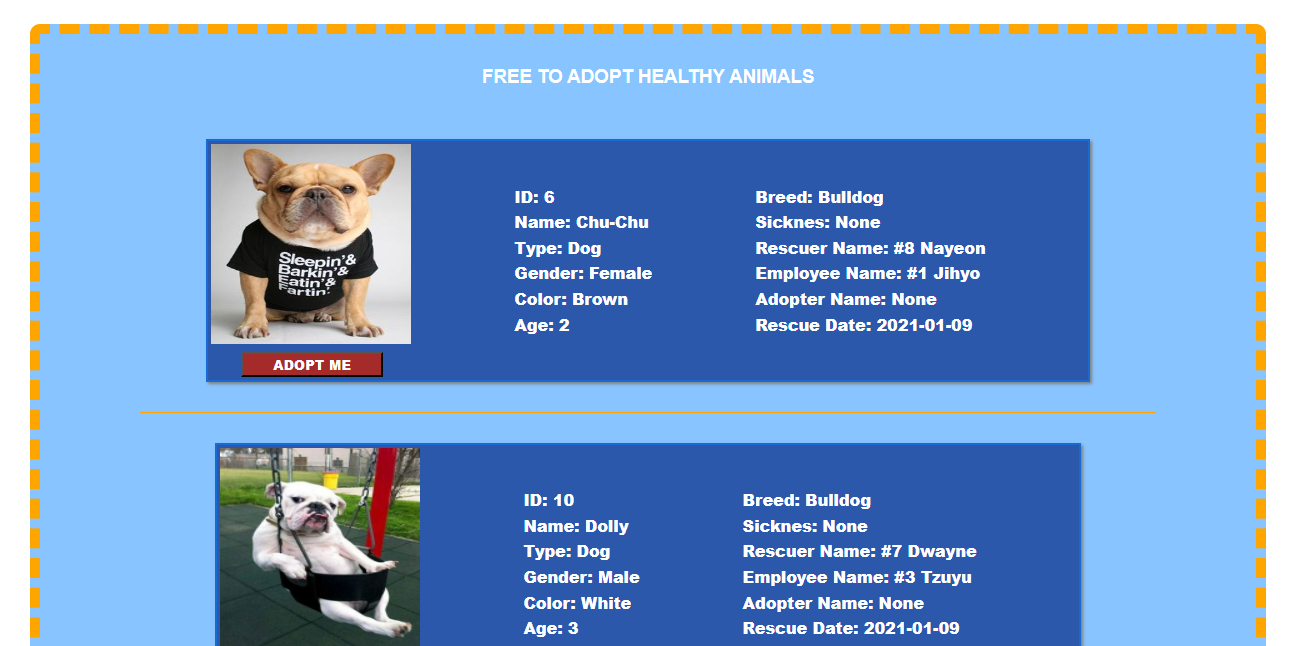 FREE TO ADOPT HEALTHY ANIMALS
Sleepin'&
Barkin'&
Eatin'&
Fartin'.
ADOPT ME
ID: 6
Name: Chu-Chu
Type: Dog
Gender: Female
Color: Brown
Age: 2
Breed: Bulldog
Sicknes: None
Rescuer Name: #8 Nayeon
Employee Name: #1 Jihyo
Adopter Name: None
Rescue Date: 2021-01-09
ID: 10
Name: Dolly
Type: Dog
Gender: Male
Color: White
Age: 3
Breed: Bulldog
Sicknes: None
Rescuer Name: #7 Dwayne
Employee Name: #3 Tzuyu
Adopter Name: None
Rescue Date: 2021-01-09